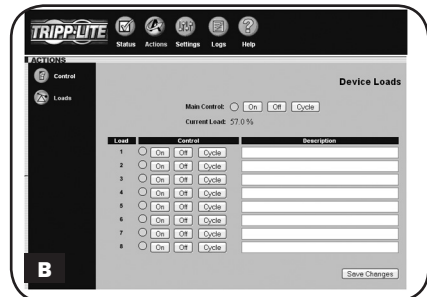 TRIPP·LITE
Status Actions Settings Logs Help
ACTIONS
Control
Loads
Device Loads
Main Control: On Off Cycle
Current Load: 57.0 %
Load Control Description
1 On Off Cycle
2 On Off Cycle
3 On Off Cycle
4 On Off Cycle
5 On Off Cycle
6 On Off Cycle
7 On Off Cycle
8 On Off Cycle
B
Save Changes